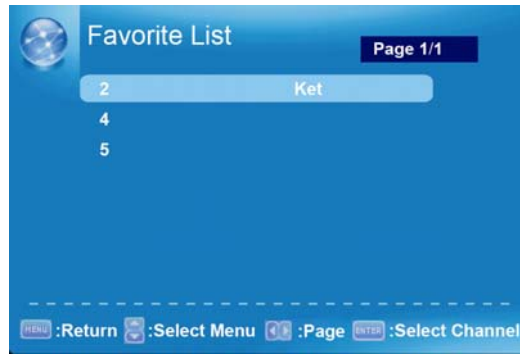 Favorite List
Page 1/1
2 Ket
4
5
MENU :Return :Select Menu :Page ENTER :Select Channel